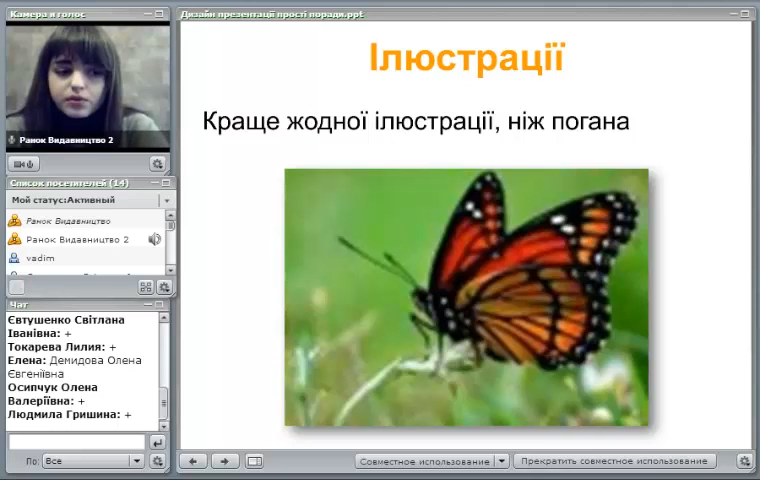 Камера и голос
Ранок Видавництво 2
Список посетителей (14)
Мой статус:Активный
Ранок Видавництво
Ранок Видавництво 2
vadim
Чат
Євтушенко Світлана
Іванівна: +
Токарева Лилия: +
Елена: Демидова Олена
Євгеніївна
Осипчук Олена
Валеріївна: +
Людмила Гришина: +
По: Все
Дизайн презентації прості поради.ppt
Ілюстрації
Краще жодної ілюстрації, ніж погана
Совместное использование
Прекратить совместное использование